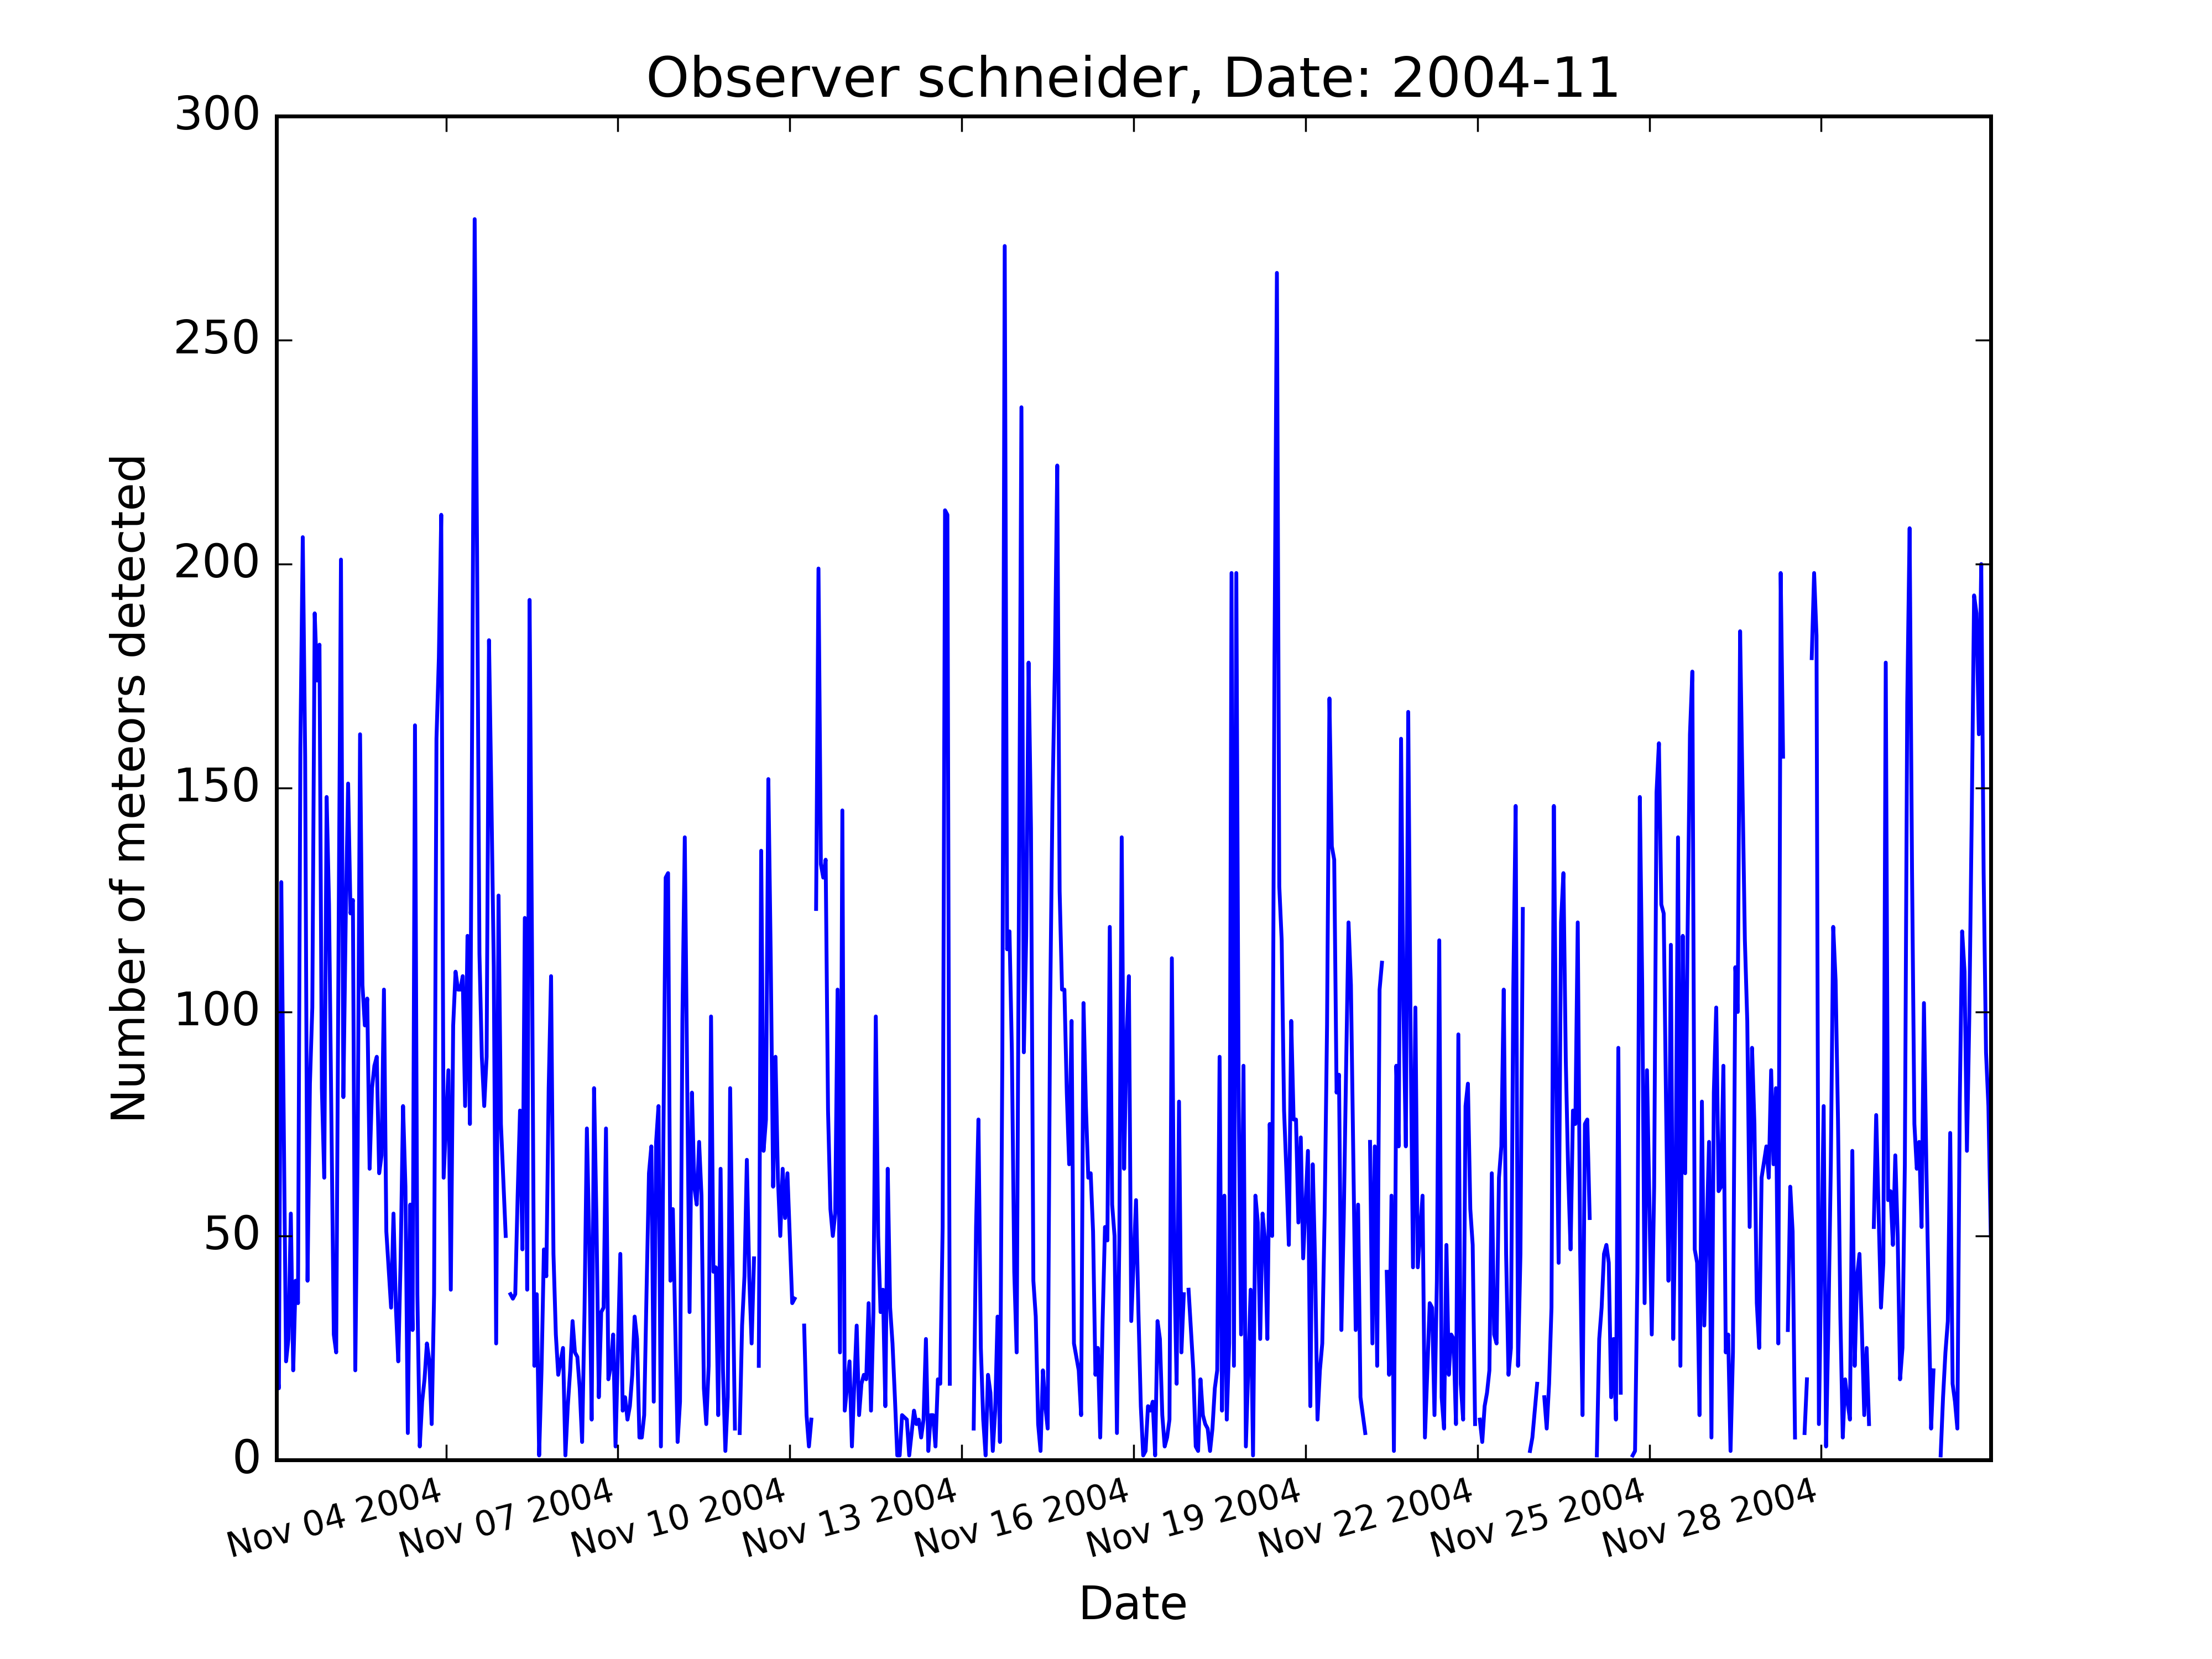 Observer schneider, Date: 2004-11
300
250
200
150
100
50
0
Number of meteors detected
Nov 04 2004
Nov 07 2004
Nov 10 2004
Nov 13 2004
Nov 16 2004
Nov 19 2004
Nov 22 2004
Nov 25 2004
Nov 28 2004
Date